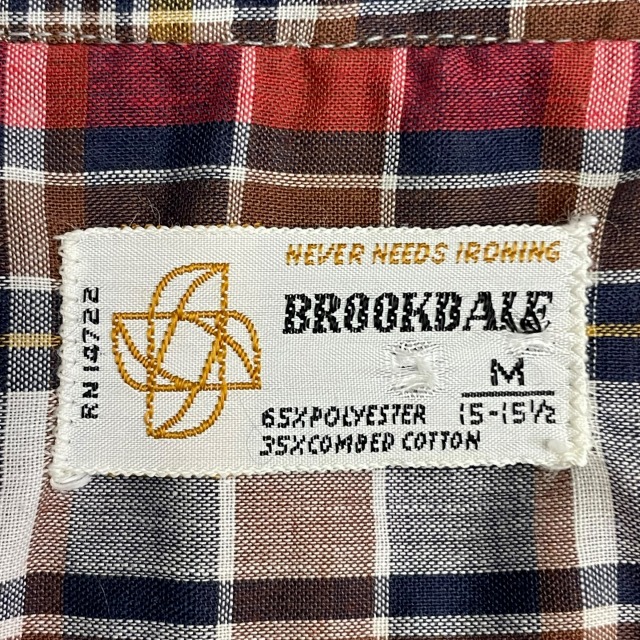 NEVER NEEDS IRONING
BROOKDALE
RN 14722
M
15-15½
65%POLYESTER
35%COMBED COTTON